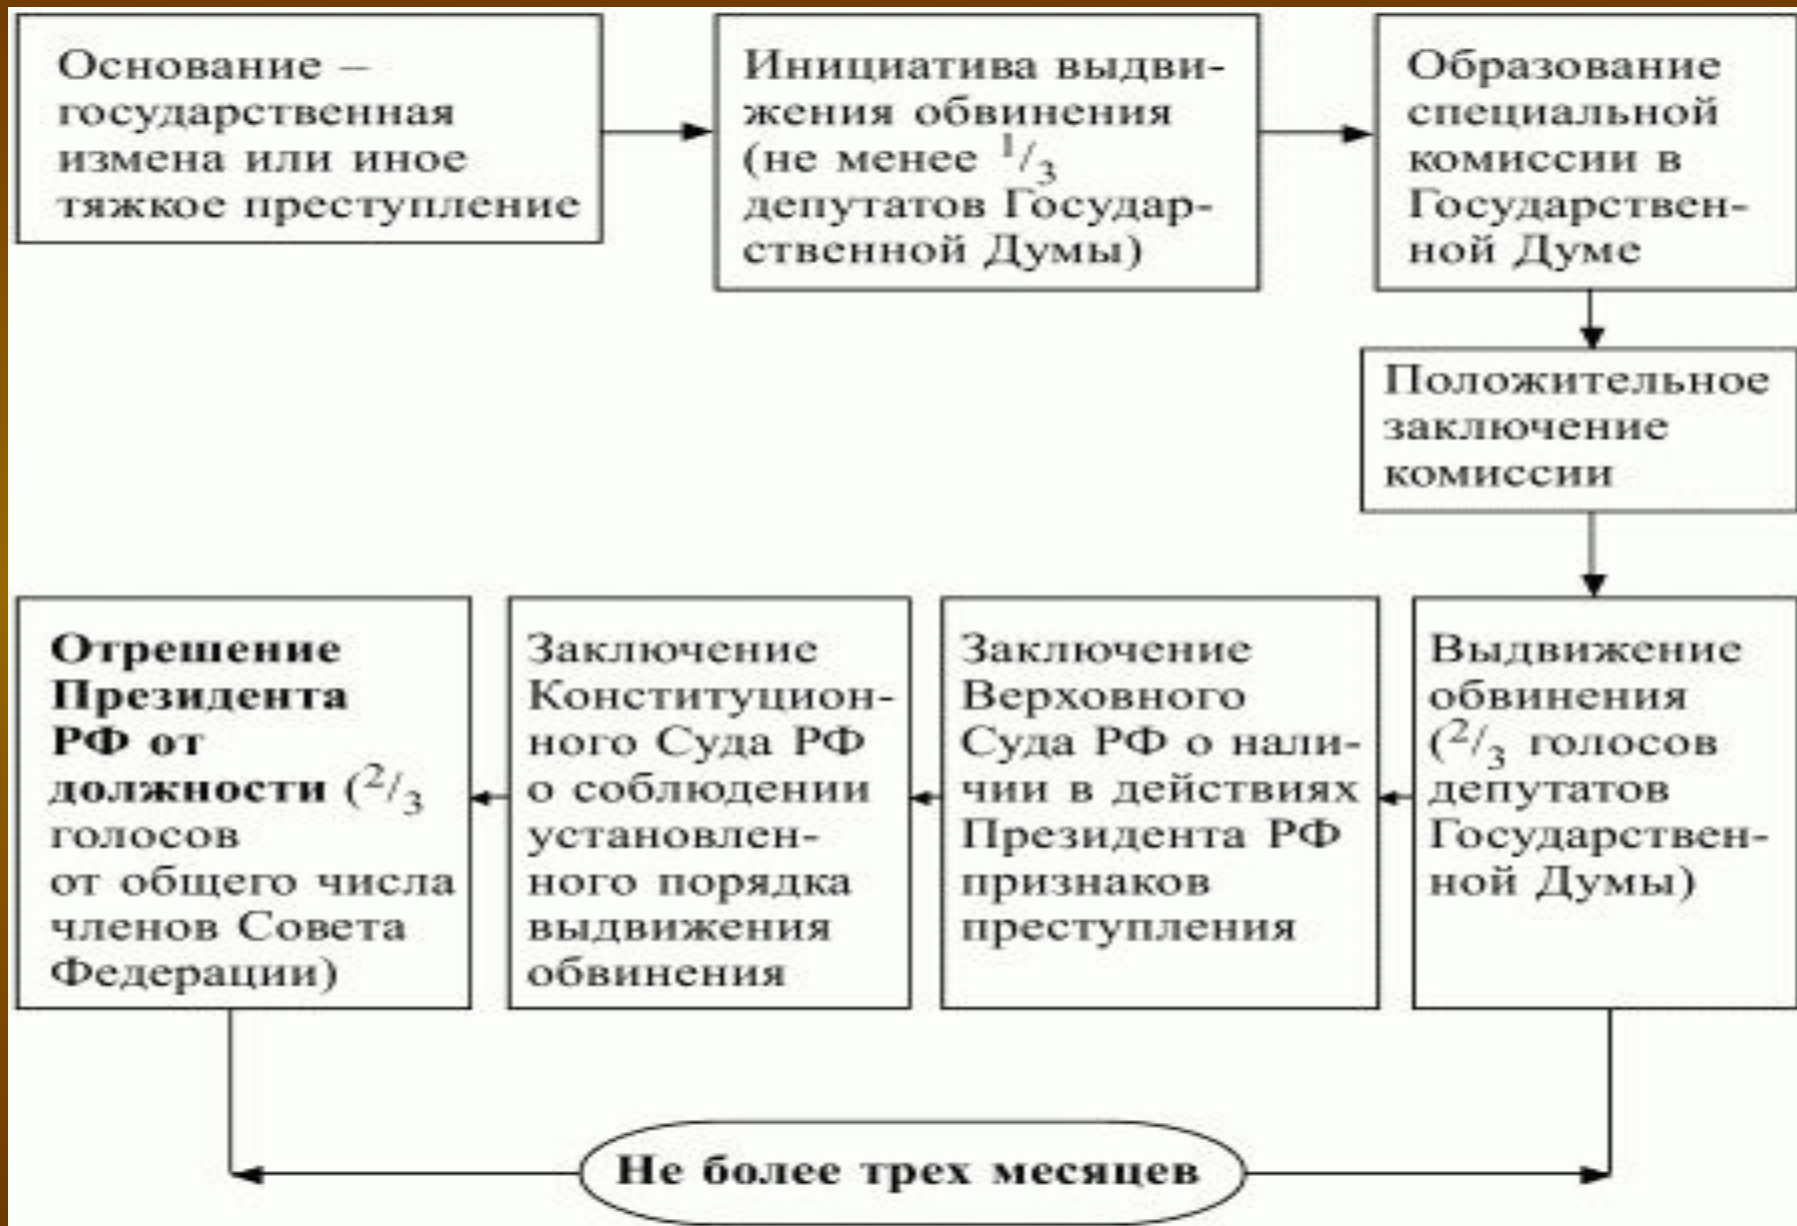 Основание –
государственная
измена или иное
тяжкое преступление
Инициатива выдви-
жения обвинения
(не менее 1/3
депутатов Государ-
ственной Думы)
Образование
специальной
комиссии в
Государствен-
ной Думе
Положительное
заключение
комиссии
Выдвижение
обвинения
(2/3 голосов
депутатов
Государствен-
ной Думы)
Заключение
Верховного
Суда РФ о нали-
чии в действиях
Президента РФ
признаков
преступления
Заключение
Конституцион-
ного Суда РФ
о соблюдении
установлен-
ного порядка
выдвижения
обвинения
Отрешение
Президента
РФ от
должности (2/3
голосов
от общего числа
членов Совета
Федерации)
Не более трех месяцев